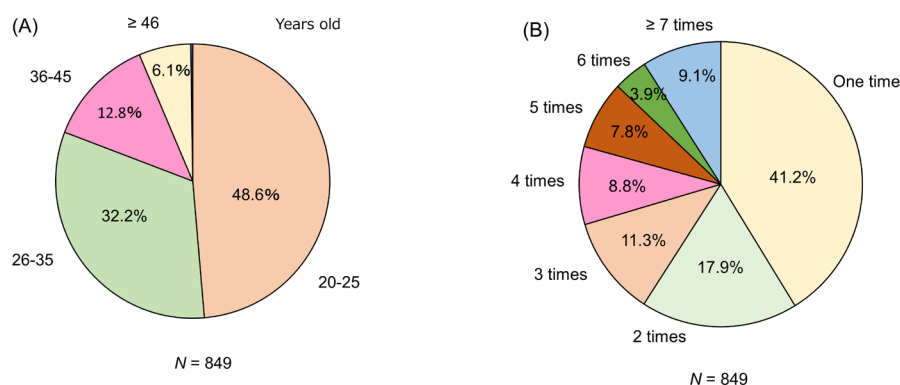 (A)
≥ 46
Years old
36-45
6.1%
12.8%
48.6%
32.2%
26-35
20-25
N = 849
(B)
≥ 7 times
6 times
9.1%
One time
3.9%
5 times
7.8%
4 times
8.8%
41.2%
11.3%
3 times
17.9%
2 times
N = 849